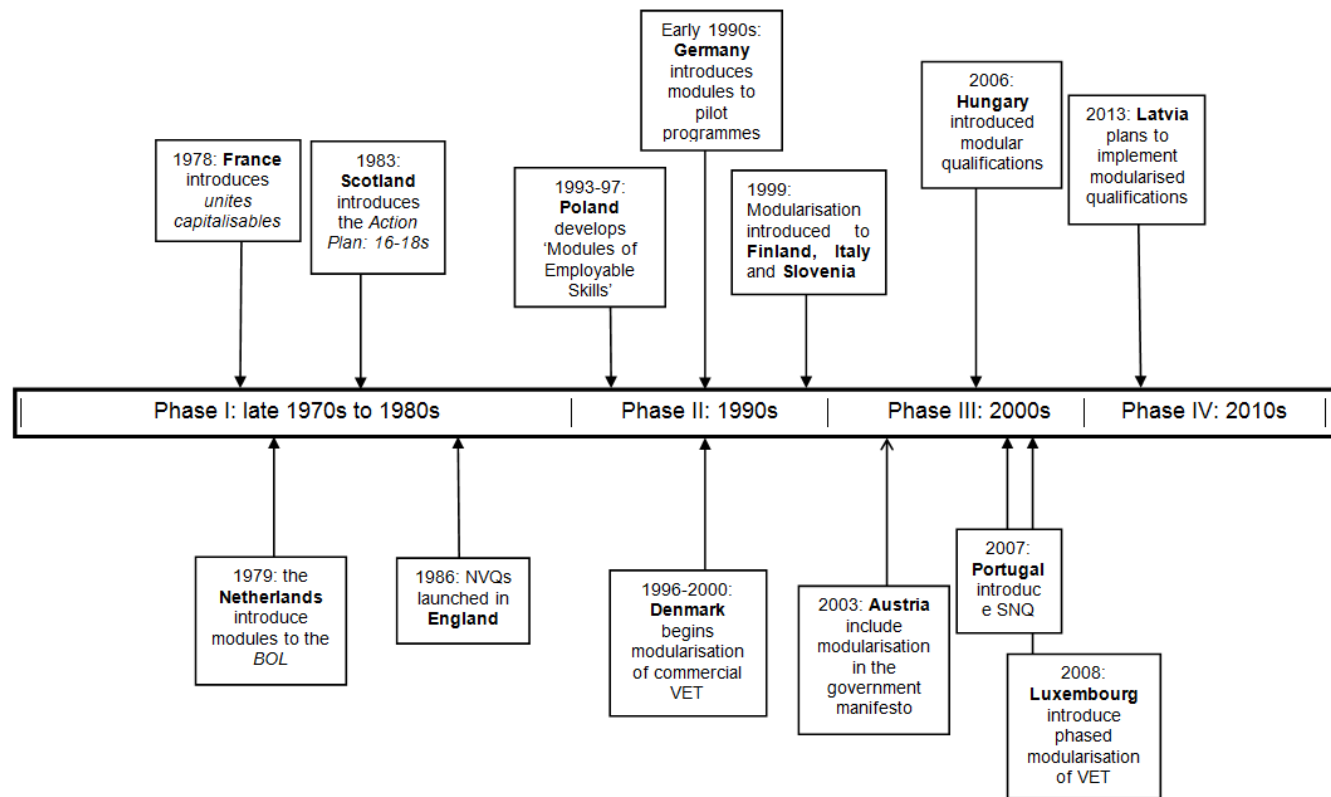 1978: France
introduces
unites
capitalisables
1983:
Scotland
introduces
the Action
Plan: 16-18s
1993-97:
Poland
develops
‘Modules of
Employable
Skills’
Early 1990s:
Germany
introduces
modules to
pilot
programmes
1999:
Modularisation
introduced to
Finland, Italy
and Slovenia
2006:
Hungary
introduced
modular
qualifications
2013: Latvia
plans to
implement
modularised
qualifications
Phase I: late 1970s to 1980s
Phase II: 1990s
Phase III: 2000s
Phase IV: 2010s
1979: the
Netherlands
introduce
modules to the
BOL
1986: NVQs
launched in
England
1996-2000:
Denmark
begins
modularisation
of commercial
VET
2003: Austria
include
modularisation
in the
government
manifesto
2007:
Portugal
introduc
e SNQ
2008:
Luxembourg
introduce
phased
modularisation
of VET